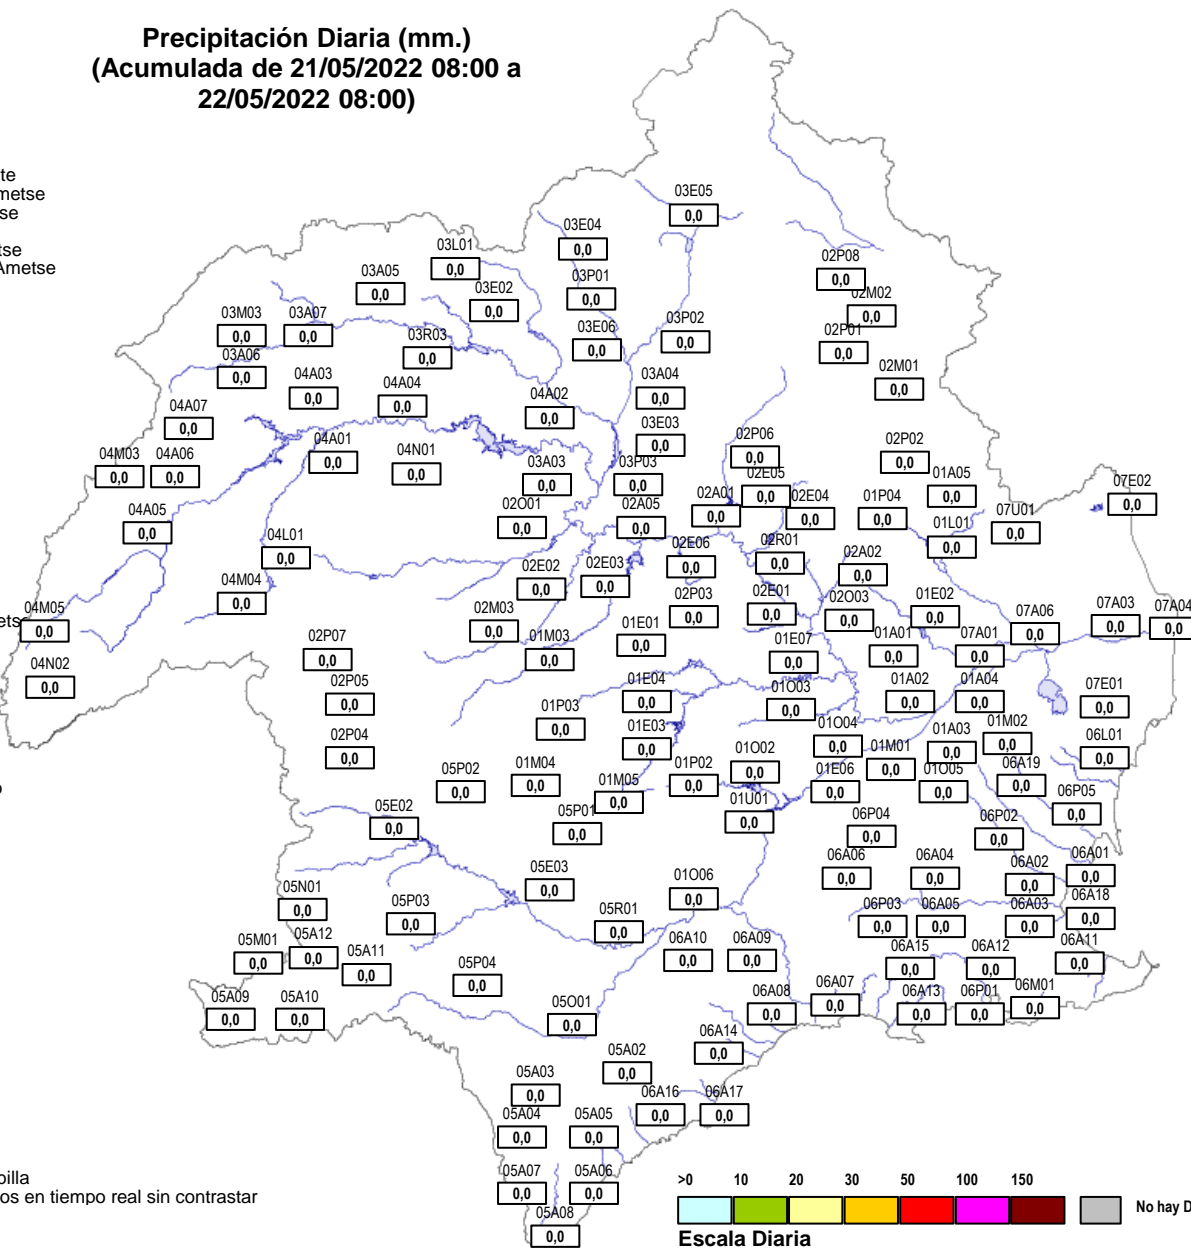 Precipitación Diaria (mm.)
(Acumulada de 21/05/2022 08:00 a
22/05/2022 08:00)
te
metse
se
tse
Ametse
03E05
0,0
03E04
0,0
03L01
0,0
02P08
0,0
03A05
0,0
03P01
0,0
03E02
0,0
02M02
0,0
03M03
0,0
03A07
0,0
03P02
0,0
03E06
0,0
02P01
0,0
03R03
0,0
03A06
0,0
04A03
0,0
04A04
0,0
03A04
0,0
02M01
0,0
04A02
0,0
04A07
0,0
03E03
0,0
04A01
0,0
02P06
0,0
02P02
0,0
04M03
0,0
04A06
0,0
04N01
0,0
03A03
0,0
03P03
0,0
02E05
0,0
01A05
0,0
07E02
0,0
02O01
0,0
02A05
0,0
02A01
0,0
02E04
0,0
01P04
0,0
04A05
0,0
07U01
0,0
01L01
0,0
04L01
0,0
02E06
0,0
02R01
0,0
02A02
0,0
02E02
0,0
02E03
0,0
04M04
0,0
02P03
0,0
02E01
0,0
02O03
0,0
01E02
0,0
07A03
0,0
07A04
0,0
04M05
0,0
etse
02M03
0,0
07A06
0,0
01E01
0,0
02P07
0,0
01M03
0,0
01E07
0,0
01A01
0,0
07A01
0,0
04N02
0,0
02P05
0,0
01E04
0,0
01O03
0,0
01A02
0,0
01A04
0,0
07E01
0,0
01P03
0,0
02P04
0,0
01E03
0,0
01O04
0,0
01A03
0,0
01M02
0,0
06L01
0,0
01O02
0,0
01M01
0,0
05P02
0,0
01M04
0,0
01M05
0,0
01P02
0,0
01E06
0,0
01O05
0,0
06A19
0,0
06P05
0,0
05E02
0,0
05P01
0,0
01U01
0,0
06P04
0,0
06P02
0,0
05E03
0,0
06A06
0,0
06A04
0,0
06A02
0,0
06A01
0,0
01O06
0,0
05N01
0,0
05P03
0,0
05R01
0,0
06P03
0,0
06A05
0,0
06A03
0,0
06A18
0,0
05M01
0,0
05A12
0,0
05A11
0,0
06A10
0,0
06A09
0,0
06A15
0,0
06A12
0,0
06A11
0,0
05P04
0,0
05A09
0,0
05A10
0,0
05O01
0,0
06A08
0,0
06A07
0,0
06A13
0,0
06P01
0,0
06M01
0,0
06A14
0,0
05A02
0,0
05A03
0,0
06A16
0,0
06A17
0,0
05A04
0,0
05A05
0,0
05A07
0,0
05A06
0,0
05A08
0,0
illa
os en tiempo real sin contrastar
>0 10 20 30 50 100 150
No hay D
Escala Diaria